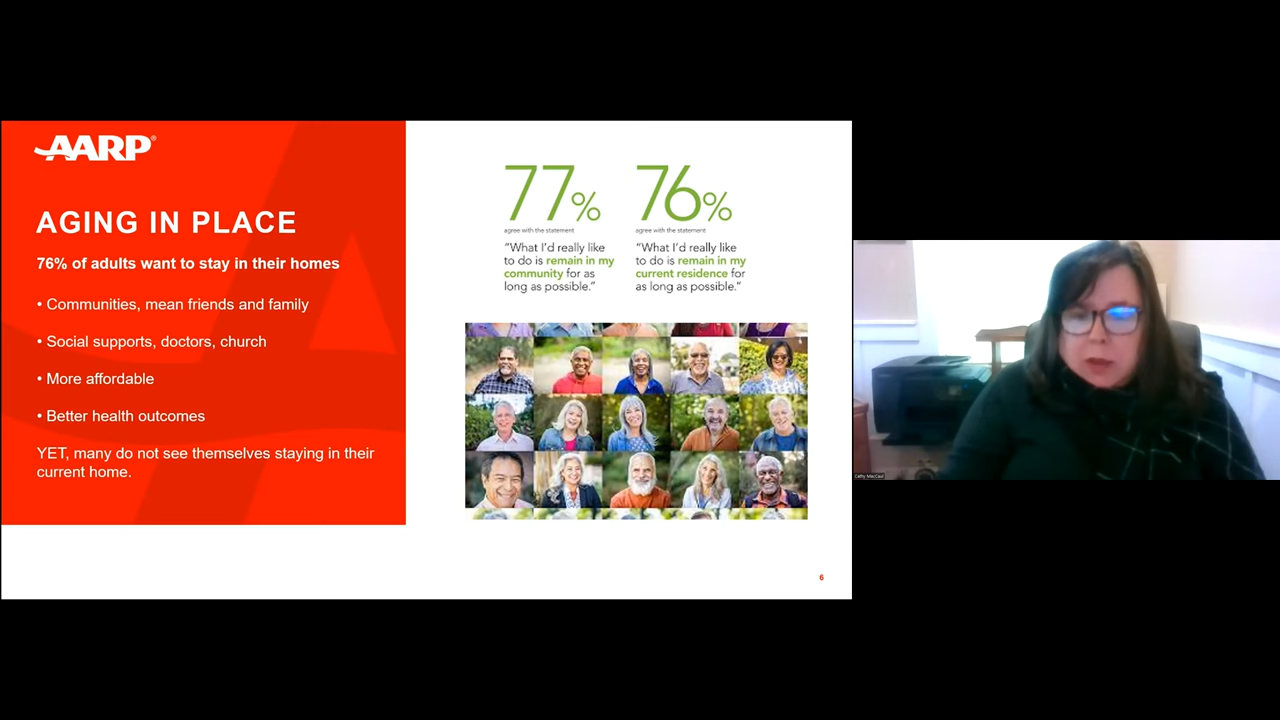 AARP®
AGING IN PLACE
76% of adults want to stay in their homes
• Communities, mean friends and family
• Social supports, doctors, church
• More affordable
• Better health outcomes
YET, many do not see themselves staying in their
current home.
77%
agree with the statement
"What I'd really like
to do is remain in my
community for as
long as possible."
76%
agree with the statement
"What I'd really like
to do is remain in my
current residence for
as long as possible."
6
Cathy MacCaul